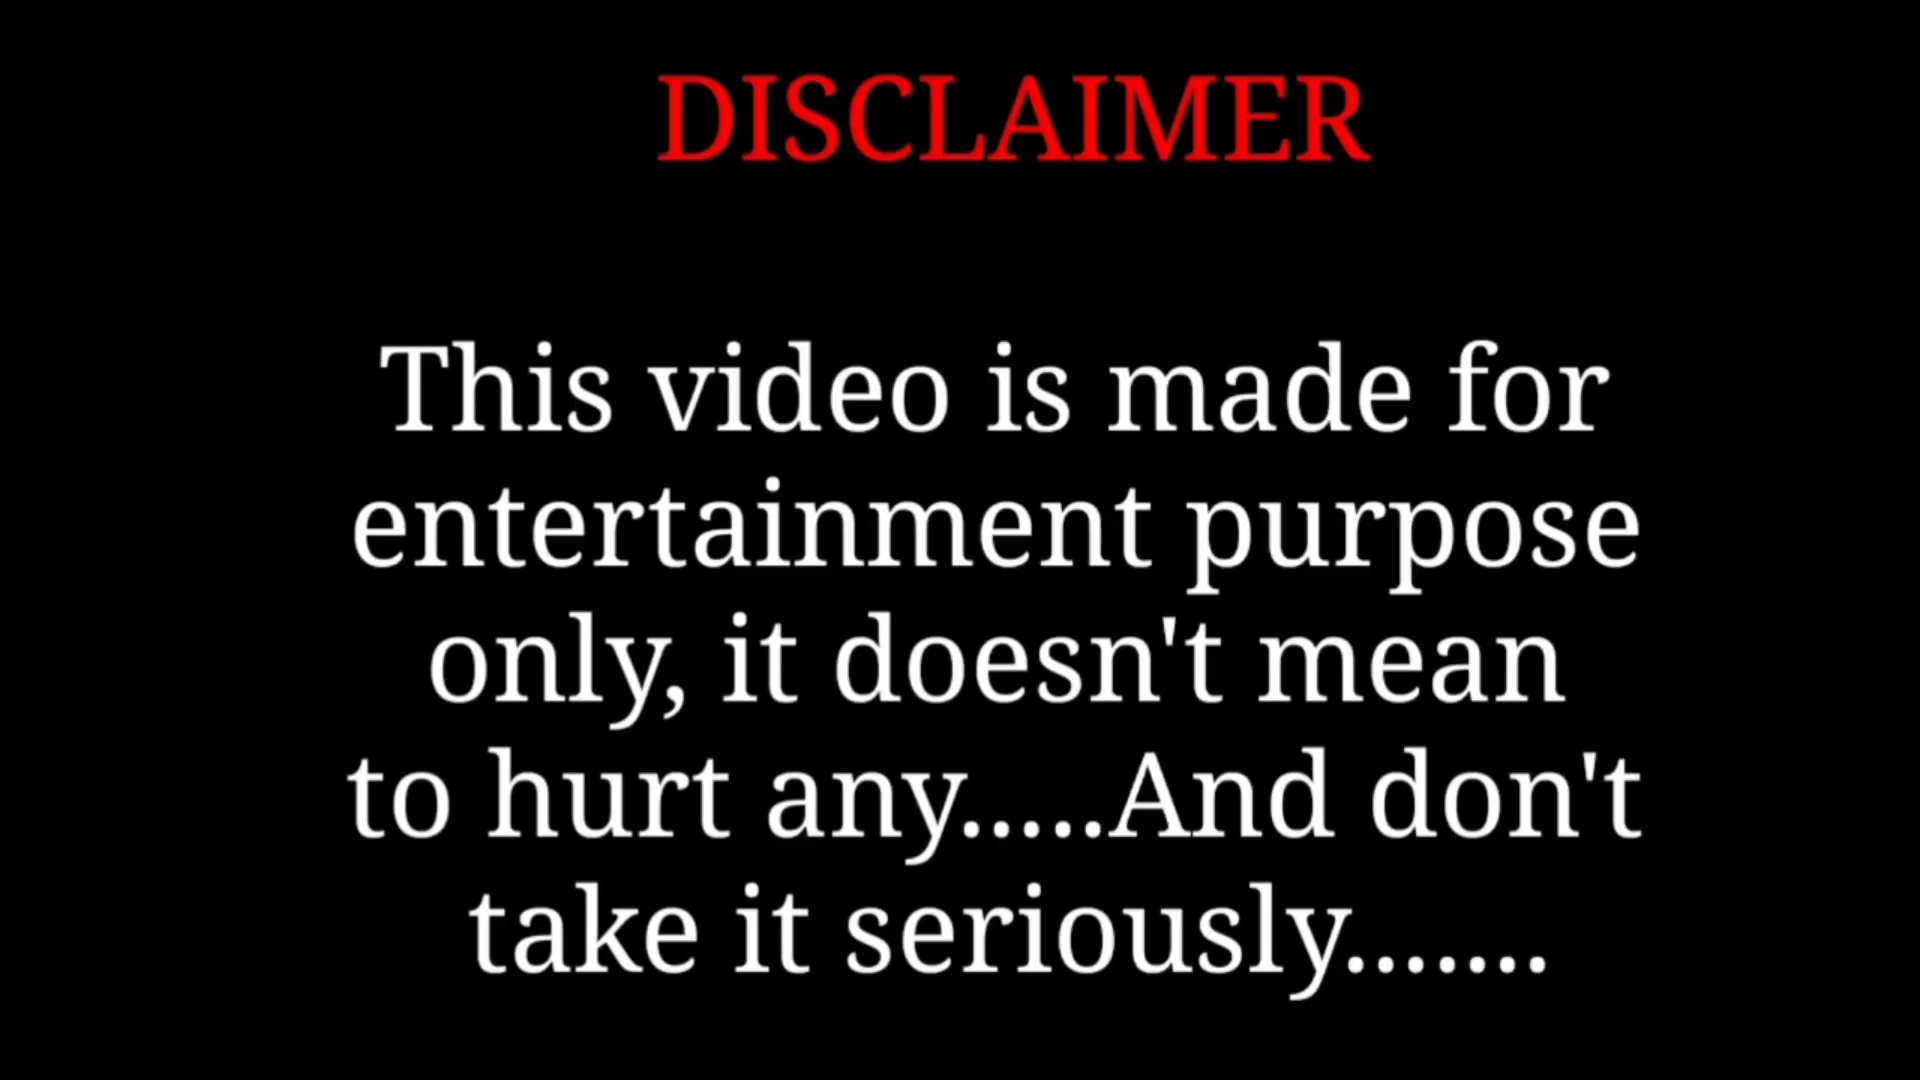 DISCLAIMER
This video is made for
entertainment purpose
only, it doesn't mean
to hurt any.....And don't
take it seriously.......